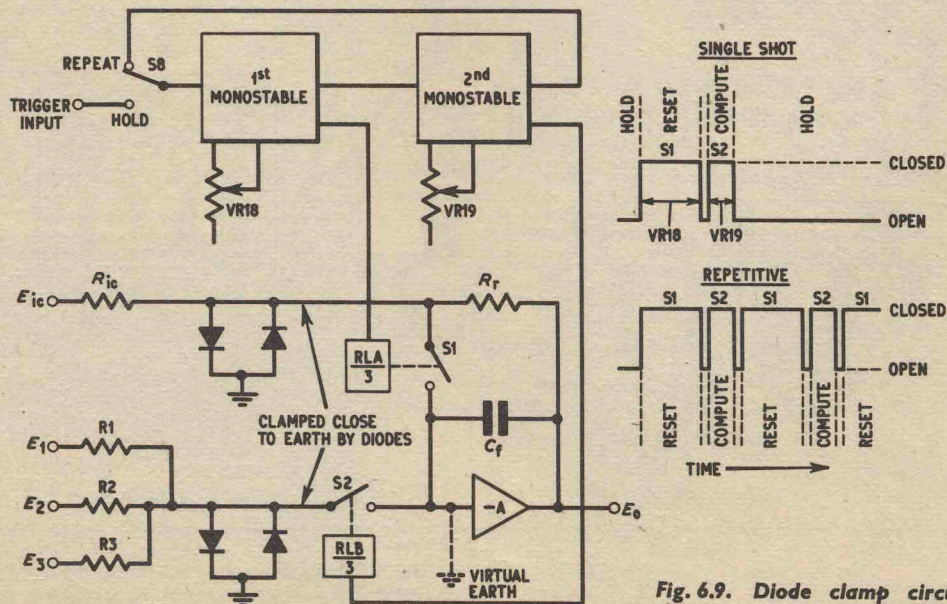 REPEAT
S8
TRIGGER
INPUT
HOLD
1st
MONOSTABLE
2nd
MONOSTABLE
VR18
VR19
Eic
Ric
Rr
S1
RLA
3
CLAMPED CLOSE
TO EARTH BY DIODES
Cf
E1
R1
E2
R2
E3
R3
S2
RLB
3
-A
Eo
VIRTUAL
EARTH
SINGLE SHOT
HOLD
RESET
COMPUTE
HOLD
S1
S2
CLOSED
OPEN
VR18
VR19
REPETITIVE
S1
S2
S1
S2
S1
CLOSED
OPEN
RESET
COMPUTE
RESET
COMPUTE
RESET
TIME
Fig. 6.9. Diode clamp circ